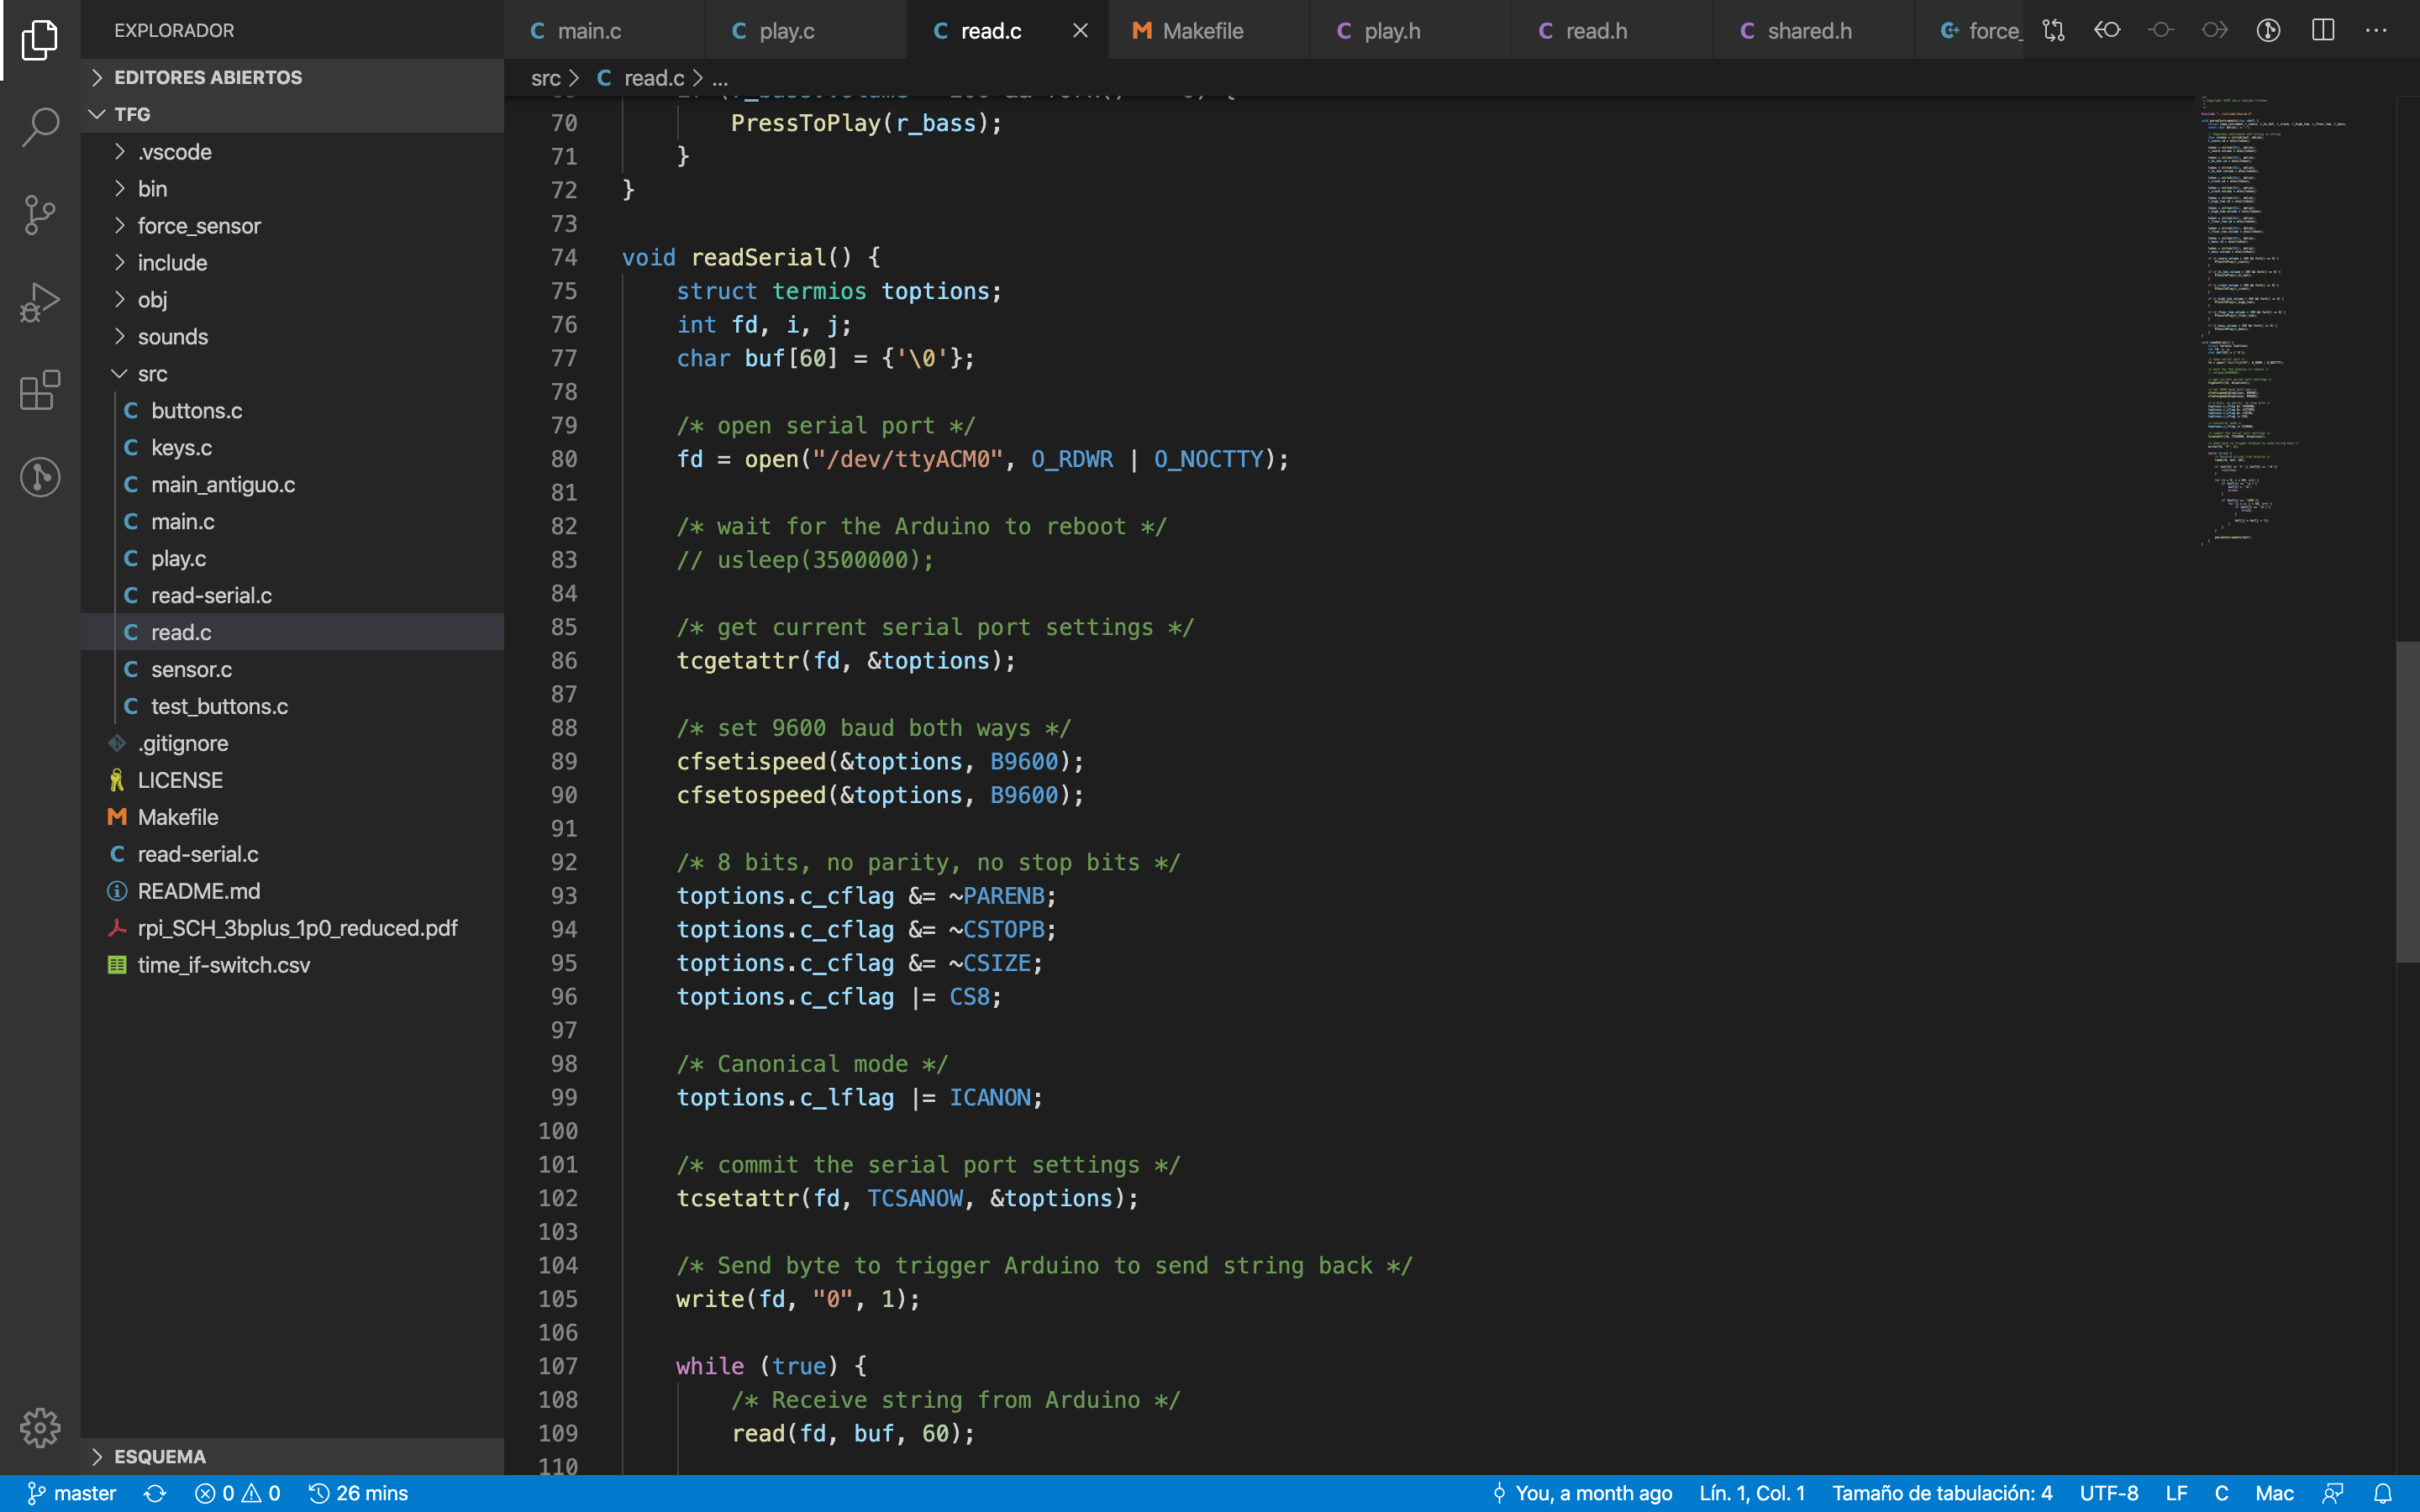 EXPLORADOR
EDITORES ABIERTOS
TFG
.vscode
bin
force_sensor
include
obj
sounds
src
buttons.c
keys.c
main_antiguo.c
main.c
play.c
read-serial.c
read.c
sensor.c
test_buttons.c
.gitignore
LICENSE
Makefile
read-serial.c
README.md
rpi_SCH_3bplus_1p0_reduced.pdf
time_if-switch.csv
ESQUEMA
main.c play.c read.c Makefile play.h read.h shared.h force_
src > C read.c > ...
70 PressToPlay(r_bass);
71 }
72 }
73
74 void readSerial() {
75 struct termios toptions;
76 int fd, i, j;
77 char buf[60] = {'\0'};
78
79 /* open serial port */
80 fd = open("/dev/ttyACM0", O_RDWR | O_NOCTTY);
81
82 /* wait for the Arduino to reboot */
83 // usleep(3500000);
84
85 /* get current serial port settings */
86 tcgetattr(fd, &toptions);
87
88 /* set 9600 baud both ways */
89 cfsetispeed(&toptions, B9600);
90 cfsetospeed(&toptions, B9600);
91
92 /* 8 bits, no parity, no stop bits */
93 toptions.c_cflag &= ~PARENB;
94 toptions.c_cflag &= ~CSTOPB;
95 toptions.c_cflag &= ~CSIZE;
96 toptions.c_cflag |= CS8;
97
98 /* Canonical mode */
99 toptions.c_lflag |= ICANON;
100
101 /* commit the serial port settings */
102 tcsetattr(fd, TCSANOW, &toptions);
103
104 /* Send byte to trigger Arduino to send string back */
105 write(fd, "0", 1);
106
107 while (true) {
108 /* Receive string from Arduino */
109 read(fd, buf, 60);
110
master 0 0 26 mins You, a month ago Lín. 1, Col. 1 Tamaño de tabulación: 4 UTF-8 LF C Mac